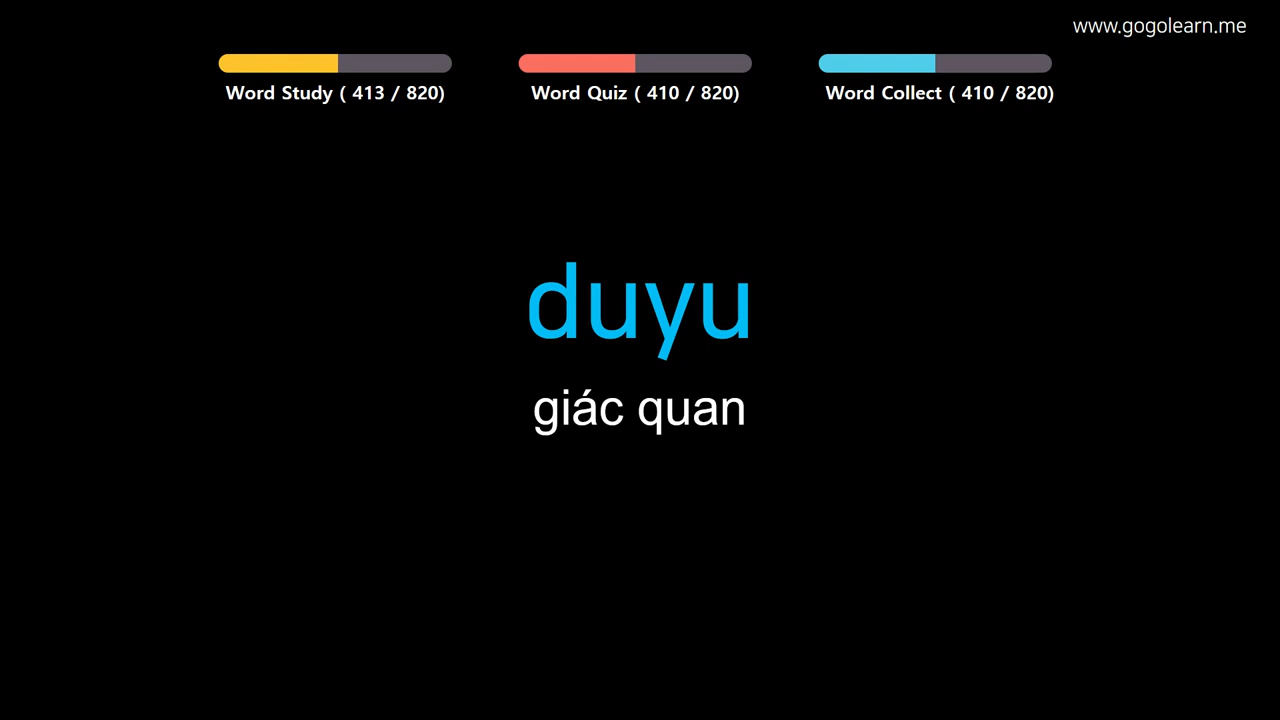 www.gogolearn.me
Word Study ( 413 / 820)
Word Quiz ( 410 / 820)
Word Collect ( 410 / 820)
duyu
giác quan